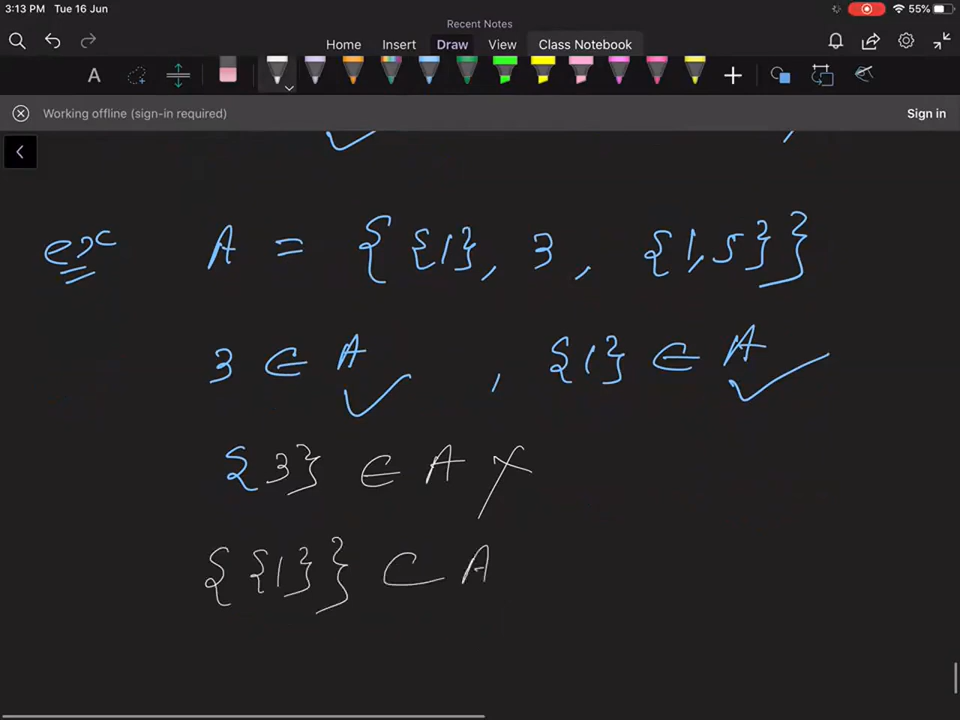 3:13 PM Tue 16 Jun
55%
Recent Notes
Home Insert Draw View Class Notebook
A
Working offline (sign-in required)
Sign in
ex A = {{1}, 3, {1,5}}
3 ∈ A ✓, {1} ∈ A ✓
{3} ∈ A ✗
{{1}} ⊂ A